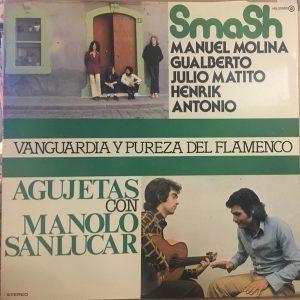 SmaSh
MANUEL MOLINA
GUALBERTO
JULIO MATITO
HENRIK
ANTONIO
VANGUARDIA Y PUREZA DEL FLAMENCO
AGUJETAS
CON
MANOLO
SANLUCAR
STEREO